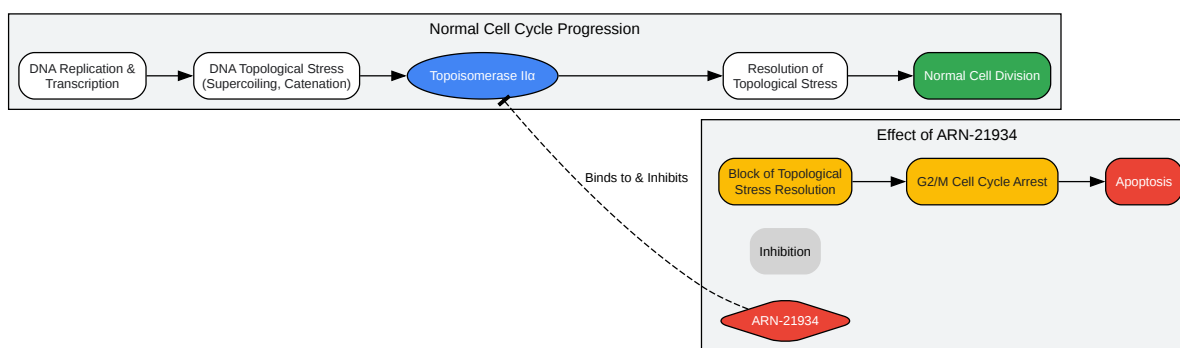 Normal Cell Cycle Progression
DNA Replication &
Transcription
DNA Topological Stress
(Supercoiling, Catenation)
Topoisomerase IIα
Resolution of
Topological Stress
Normal Cell Division
Effect of ARN-21934
Binds to & Inhibits
Block of Topological
Stress Resolution
G2/M Cell Cycle Arrest
Apoptosis
Inhibition
ARN-21934